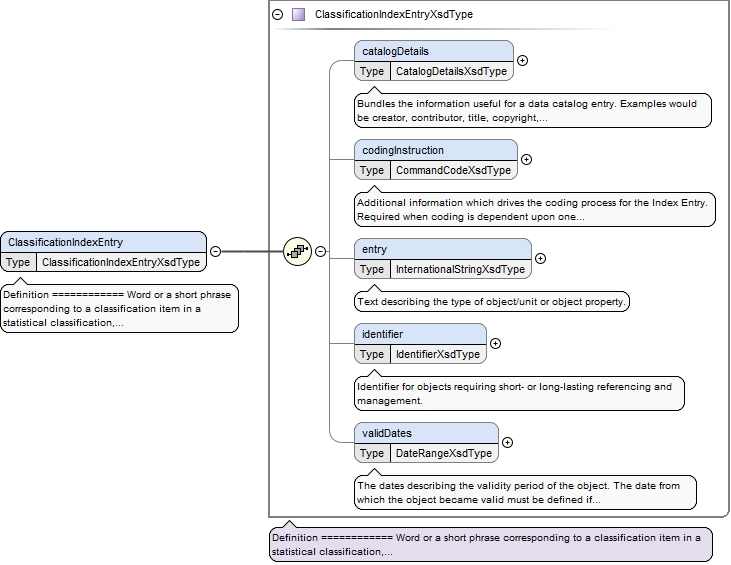 ClassificationIndexEntryXsdType
catalogDetails
Type CatalogDetailsXsdType
Bundles the information useful for a data catalog entry. Examples would
be creator, contributor, title, copyright,...
codingInstruction
Type CommandCodeXsdType
Additional information which drives the coding process for the Index Entry.
Required when coding is dependent upon one...
ClassificationIndexEntry
Type ClassificationIndexEntryXsdType
Definition ============ Word or a short phrase
corresponding to a classification item in a
statistical classification,...
entry
Type InternationalStringXsdType
Text describing the type of object/unit or object property.
identifier
Type IdentifierXsdType
Identifier for objects requiring short- or long-lasting referencing and
management.
validDates
Type DateRangeXsdType
The dates describing the validity period of the object. The date from
which the object became valid must be defined if...
Definition ============ Word or a short phrase corresponding to a classification item in a
statistical classification,...